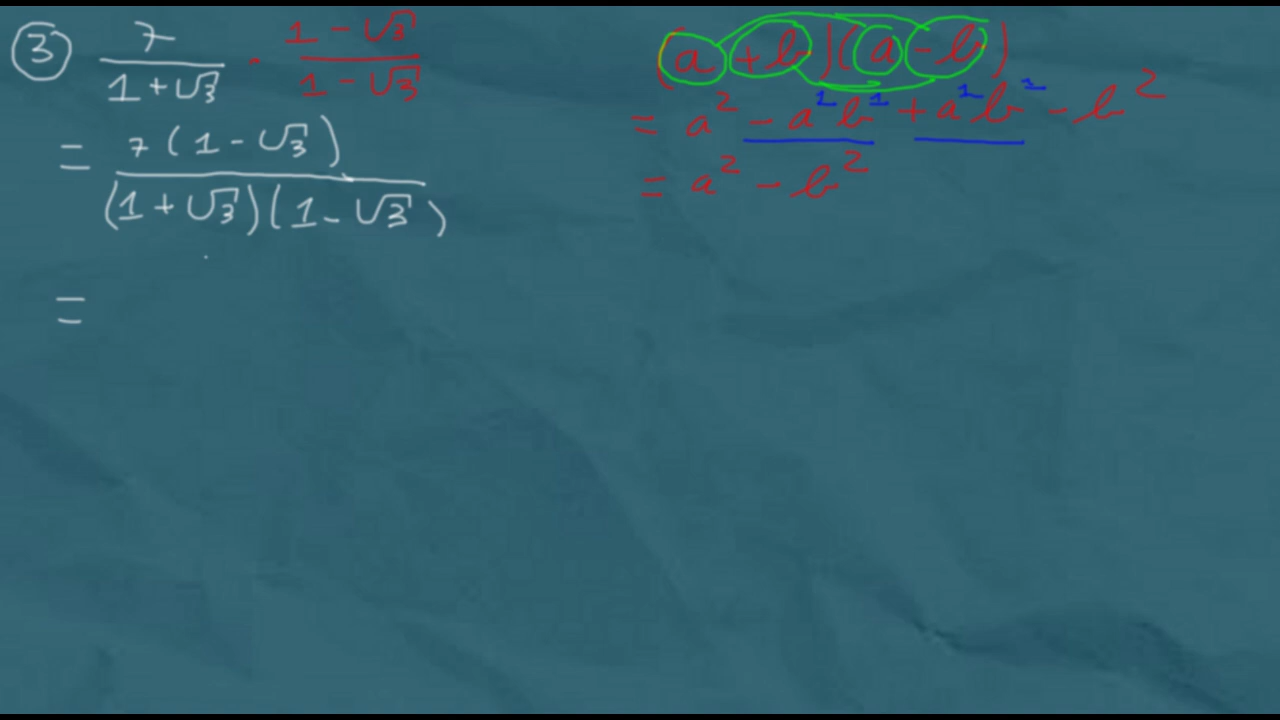 ③ 7/(1 + √3) · (1 - √3)/(1 - √3)
= 7(1 - √3)/((1 + √3)(1 - √3))
=
(a + b)(a - b)
= a² - a¹b¹ + a¹b¹ - b²
= a² - b²